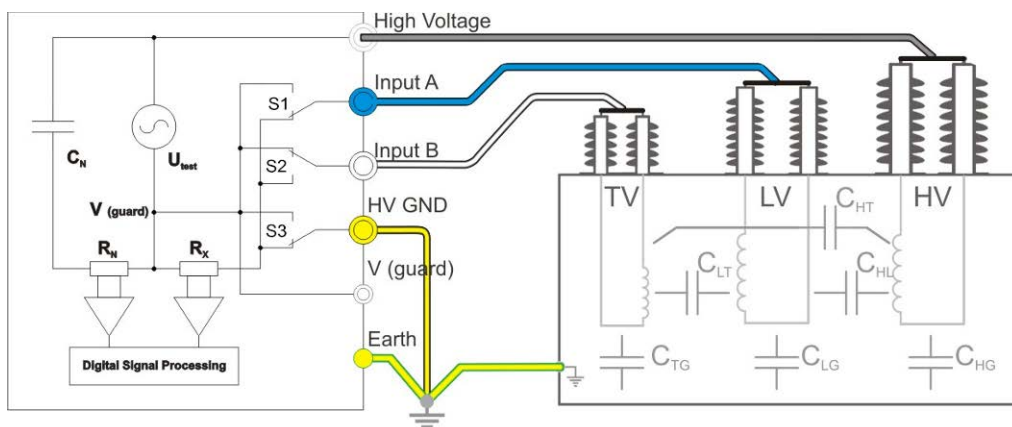 High Voltage
Input A
S1
C_N
U_test
S2
Input B
V (guard)
HV GND
S3
R_N
R_X
V (guard)
Earth
Digital Signal Processing
TV
LV
HV
C_HT
C_LT
C_HL
C_TG
C_LG
C_HG